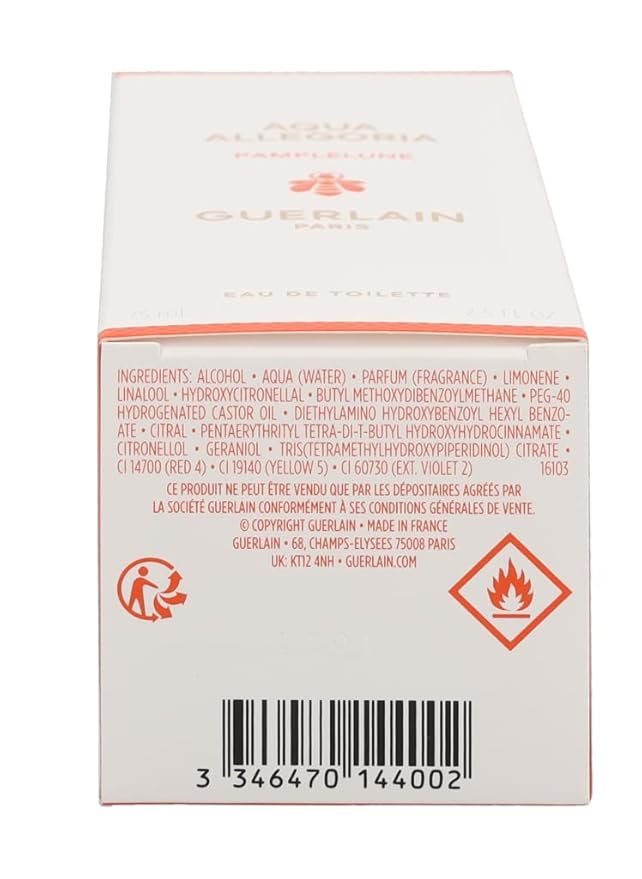 AQUA
ALLEGORIA
PAMPLELUNE
GUERLAIN
PARIS
EAU DE TOILETTE
75 mL 2.5 FL OZ
INGREDIENTS: ALCOHOL • AQUA (WATER) • PARFUM (FRAGRANCE) • LIMONENE •
LINALOOL • HYDROXYCITRONELLAL • BUTYL METHOXYDIBENZOYLMETHANE • PEG-40
HYDROGENATED CASTOR OIL • DIETHYLAMINO HYDROXYBENZOYL HEXYL BENZO-
ATE • CITRAL • PENTAERYTHRITYL TETRA-DI-T-BUTYL HYDROXYHYDROCINNAMATE •
CITRONELLOL • GERANIOL • TRIS(TETRAMETHYLHYDROXYPIPERIDINOL) CITRATE •
CI 14700 (RED 4) • CI 19140 (YELLOW 5) • CI 60730 (EXT. VIOLET 2) 16103
CE PRODUIT NE PEUT ÊTRE VENDU QUE PAR LES DÉPOSITAIRES AGRÉÉS PAR
LA SOCIÉTÉ GUERLAIN CONFORMÉMENT À SES CONDITIONS GÉNÉRALES DE VENTE.
© COPYRIGHT GUERLAIN • MADE IN FRANCE
GUERLAIN • 68, CHAMPS-ELYSEES 75008 PARIS
UK: KT12 4NH • GUERLAIN.COM
3 346470 144002